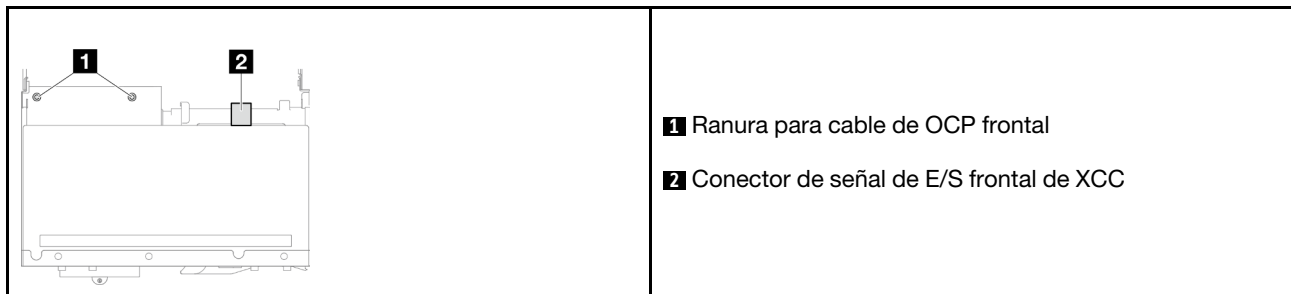 1 2
1 Ranura para cable de OCP frontal
2 Conector de señal de E/S frontal de XCC